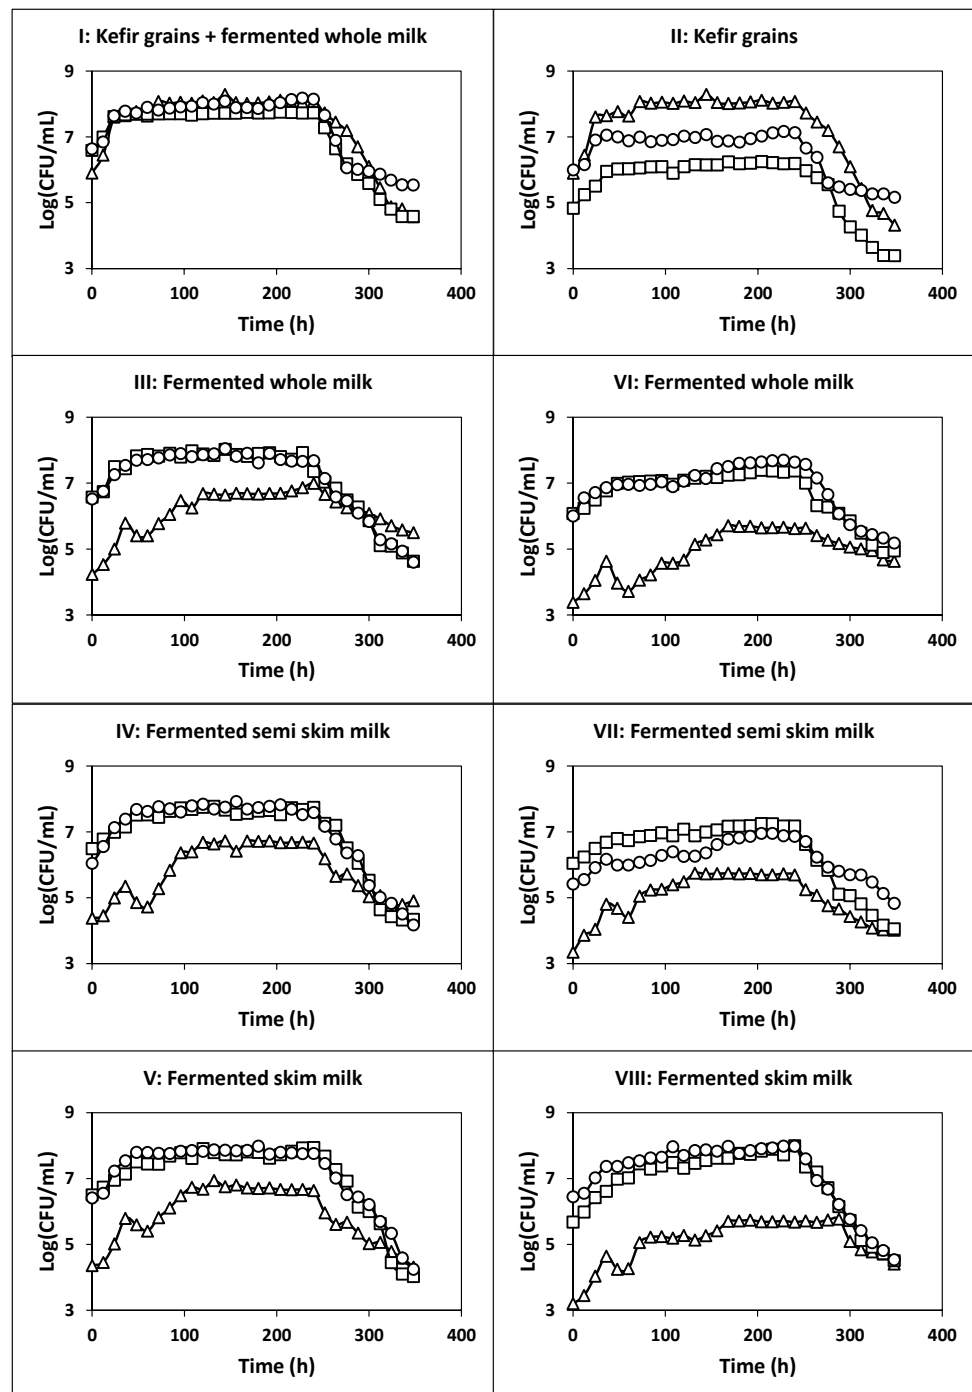 I: Kefir grains + fermented whole milk
9
7
5
3
Log(CFU/mL)
0 100 200 300 400
Time (h)
II: Kefir grains
9
7
5
3
Log(CFU/mL)
0 100 200 300 400
Time (h)
III: Fermented whole milk
9
7
5
3
Log(CFU/mL)
0 100 200 300 400
Time (h)
VI: Fermented whole milk
9
7
5
3
Log(CFU/mL)
0 100 200 300 400
Time (h)
IV: Fermented semi skim milk
9
7
5
3
Log(CFU/mL)
0 100 200 300 400
Time (h)
VII: Fermented semi skim milk
9
7
5
3
Log(CFU/mL)
0 100 200 300 400
Time (h)
V: Fermented skim milk
9
7
5
3
Log(CFU/mL)
0 100 200 300 400
Time (h)
VIII: Fermented skim milk
9
7
5
3
Log(CFU/mL)
0 100 200 300 400
Time (h)